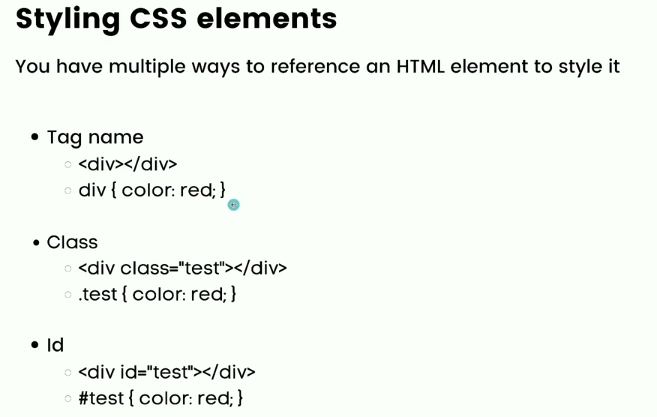 Styling CSS elements
You have multiple ways to reference an HTML element to style it
• Tag name
◦ <div></div>
◦ div { color: red; }
• Class
◦ <div class="test"></div>
◦ .test { color: red; }
• Id
◦ <div id="test"></div>
◦ #test { color: red; }